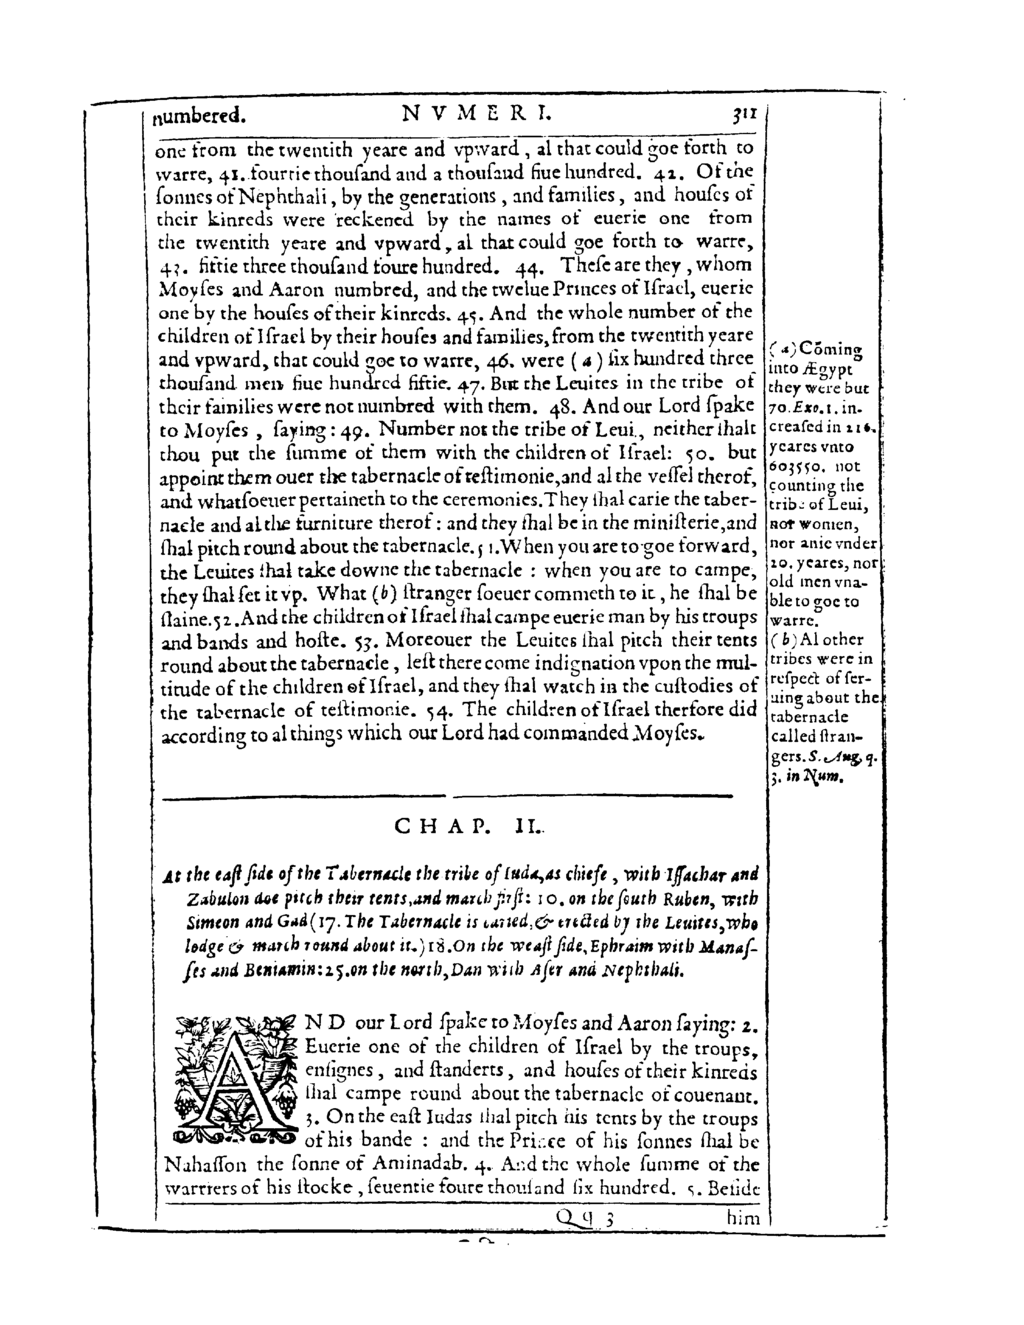 numbered. NVMERI. 311
one from the twentith yeare and vpward, al that could goe forth to
warre, 41. fourtie thouſand and a thouſand fiue hundred. 42. Of the
ſonnes of Nephthali, by the generations, and families, and houſes of
their kinreds were reckened by the names of euerie one from
the twentith yeare and vpward, al that could goe forth to warre,
43. fiftie three thouſand foure hundred. 44. Theſe are they, whom
Moyſes and Aaron numbred, and the twelue Princes of Iſrael, euerie
one by the houſes of their kinreds. 45. And the whole number of the
children of Iſrael by their houſes and families, from the twentith yeare
and vpward, that could goe to warre, 46. were (a) ſix hundred three
thouſand men fiue hundred fiftie. 47. But the Leuites in the tribe of
their families were not numbred with them. 48. And our Lord ſpake
to Moyſes, ſaying: 49. Number not the tribe of Leui, neither ſhalt
thou put the ſumme of them with the children of Iſrael: 50. but
appoint them ouer the tabernacle of teſtimonie, and al the veſſel therof,
and whatſoeuer pertaineth to the ceremonies. They ſhal carie the taber-
nacle and al the furniture therof: and they ſhal be in the miniſterie, and
ſhal pitch round about the tabernacle. 51. When you are to goe forward,
the Leuites ſhal take downe the tabernacle: when you are to campe,
they ſhal ſet it vp. What (b) ſtranger ſoeuer commeth to it, he ſhal be
ſlaine. 52. And the children of Iſrael ſhal campe euerie man by his troups
and bands and hoſte. 53. Moreouer the Leuites ſhal pitch their tents
round about the tabernacle, leſt there come indignation vpon the mul-
titude of the children of Iſrael, and they ſhal watch in the cuſtodies of
the tabernacle of teſtimonie. 54. The children of Iſrael therfore did
according to al things which our Lord had commanded Moyſes.
(a) Cõming
into Ægypt
they were but
70. Exo. 1. in-
creaſed in 216.
yeares vnto
603550. not
counting the
tribe of Leui,
not women,
nor anie vnder
20. yeares, nor
old men vna-
ble to goe to
warre.
(b) Al other
tribes were in
reſpect of ſer-
uing about the
tabernacle
called ſtran-
gers. S. Aug. q.
3. in Num.
CHAP. II.
At the eaſt ſide of the Tabernacle the tribe of Iuda, as chiefe, with Iſſachar and
Zabulon doe pitch their tents, and march firſt: 10. on the ſouth Ruben, with
Simeon and Gad (17. The Tabernacle is caried, & erected by the Leuites, who
lodge & march round about it.) 18. On the weaſt ſide, Ephraim with Manaſ-
ſes and Beniamin: 25. on the north, Dan with Aſer and Nephthali.
AND our Lord ſpake to Moyſes and Aaron ſaying: 2.
Euerie one of the children of Iſrael by the troups,
enſignes, and ſtanderts, and houſes of their kinreds
ſhal campe round about the tabernacle of couenant.
3. On the eaſt Iudas ſhal pitch his tents by the troups
of his bande: and the Prince of his ſonnes ſhal be
Nahaſſon the ſonne of Aminadab. 4. And the whole ſumme of the
warriers of his ſtocke, ſeuentie foure thouſand ſix hundred. 5. Beſide
Qq 3 him